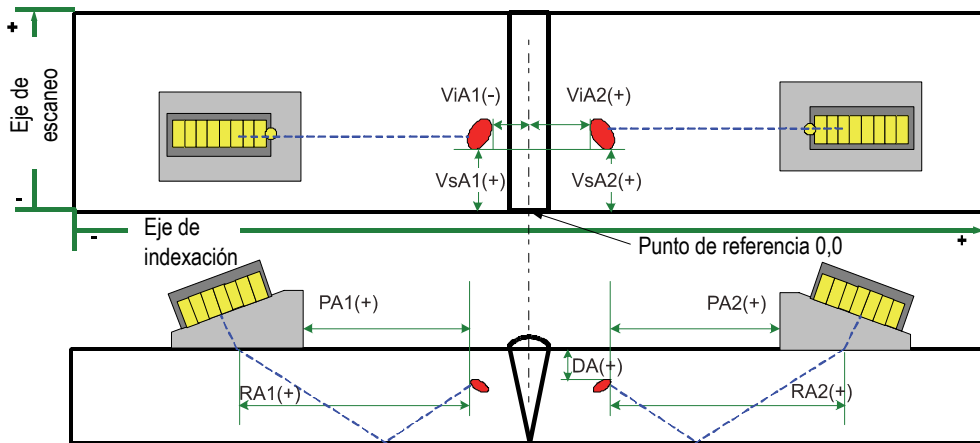 +
Eje de
escaneo
-
ViA1(-)
ViA2(+)
VsA1(+)
VsA2(+)
-
Eje de
indexación
+
Punto de referencia 0,0
PA1(+)
PA2(+)
DA(+)
RA1(+)
RA2(+)